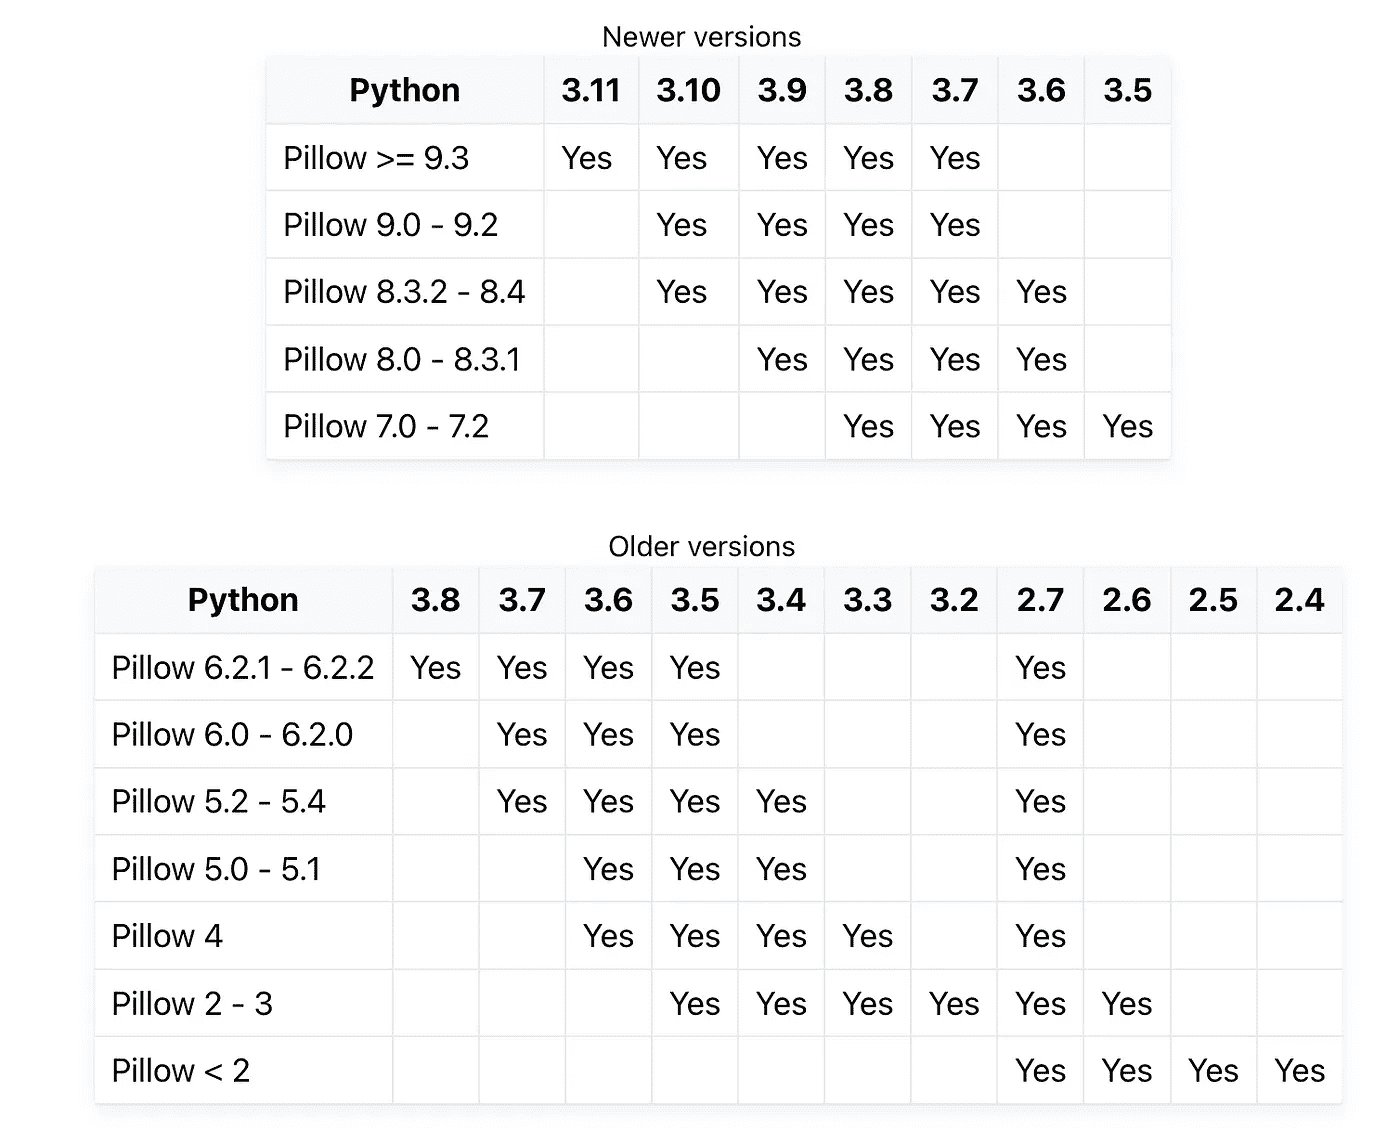 Newer versions
Python 3.11 3.10 3.9 3.8 3.7 3.6 3.5
Pillow >= 9.3 Yes Yes Yes Yes Yes
Pillow 9.0 - 9.2 Yes Yes Yes Yes
Pillow 8.3.2 - 8.4 Yes Yes Yes Yes Yes
Pillow 8.0 - 8.3.1 Yes Yes Yes Yes
Pillow 7.0 - 7.2 Yes Yes Yes Yes
Older versions
Python 3.8 3.7 3.6 3.5 3.4 3.3 3.2 2.7 2.6 2.5 2.4
Pillow 6.2.1 - 6.2.2 Yes Yes Yes Yes Yes
Pillow 6.0 - 6.2.0 Yes Yes Yes Yes
Pillow 5.2 - 5.4 Yes Yes Yes Yes Yes
Pillow 5.0 - 5.1 Yes Yes Yes Yes
Pillow 4 Yes Yes Yes Yes Yes
Pillow 2 - 3 Yes Yes Yes Yes Yes Yes
Pillow < 2 Yes Yes Yes Yes